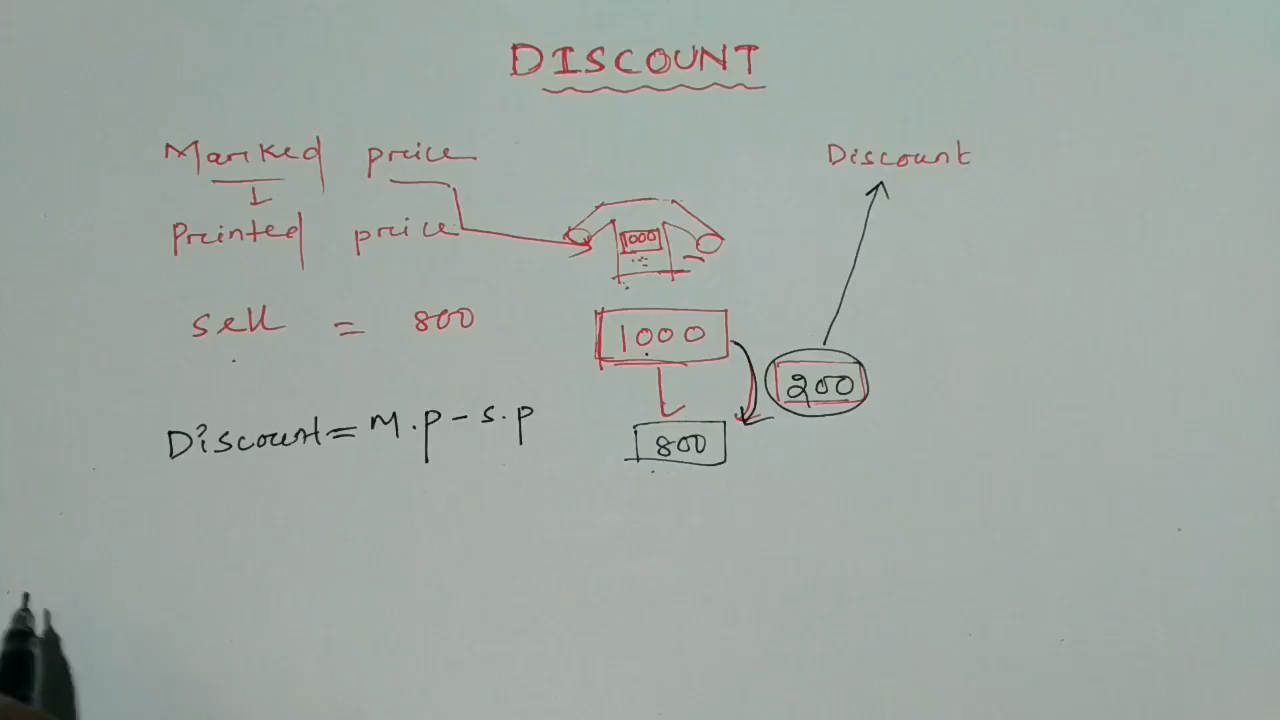 DISCOUNT
Marked price
Printed price
1000
Discount
sell = 800
1000
200
Discount = M.P - S.P
800